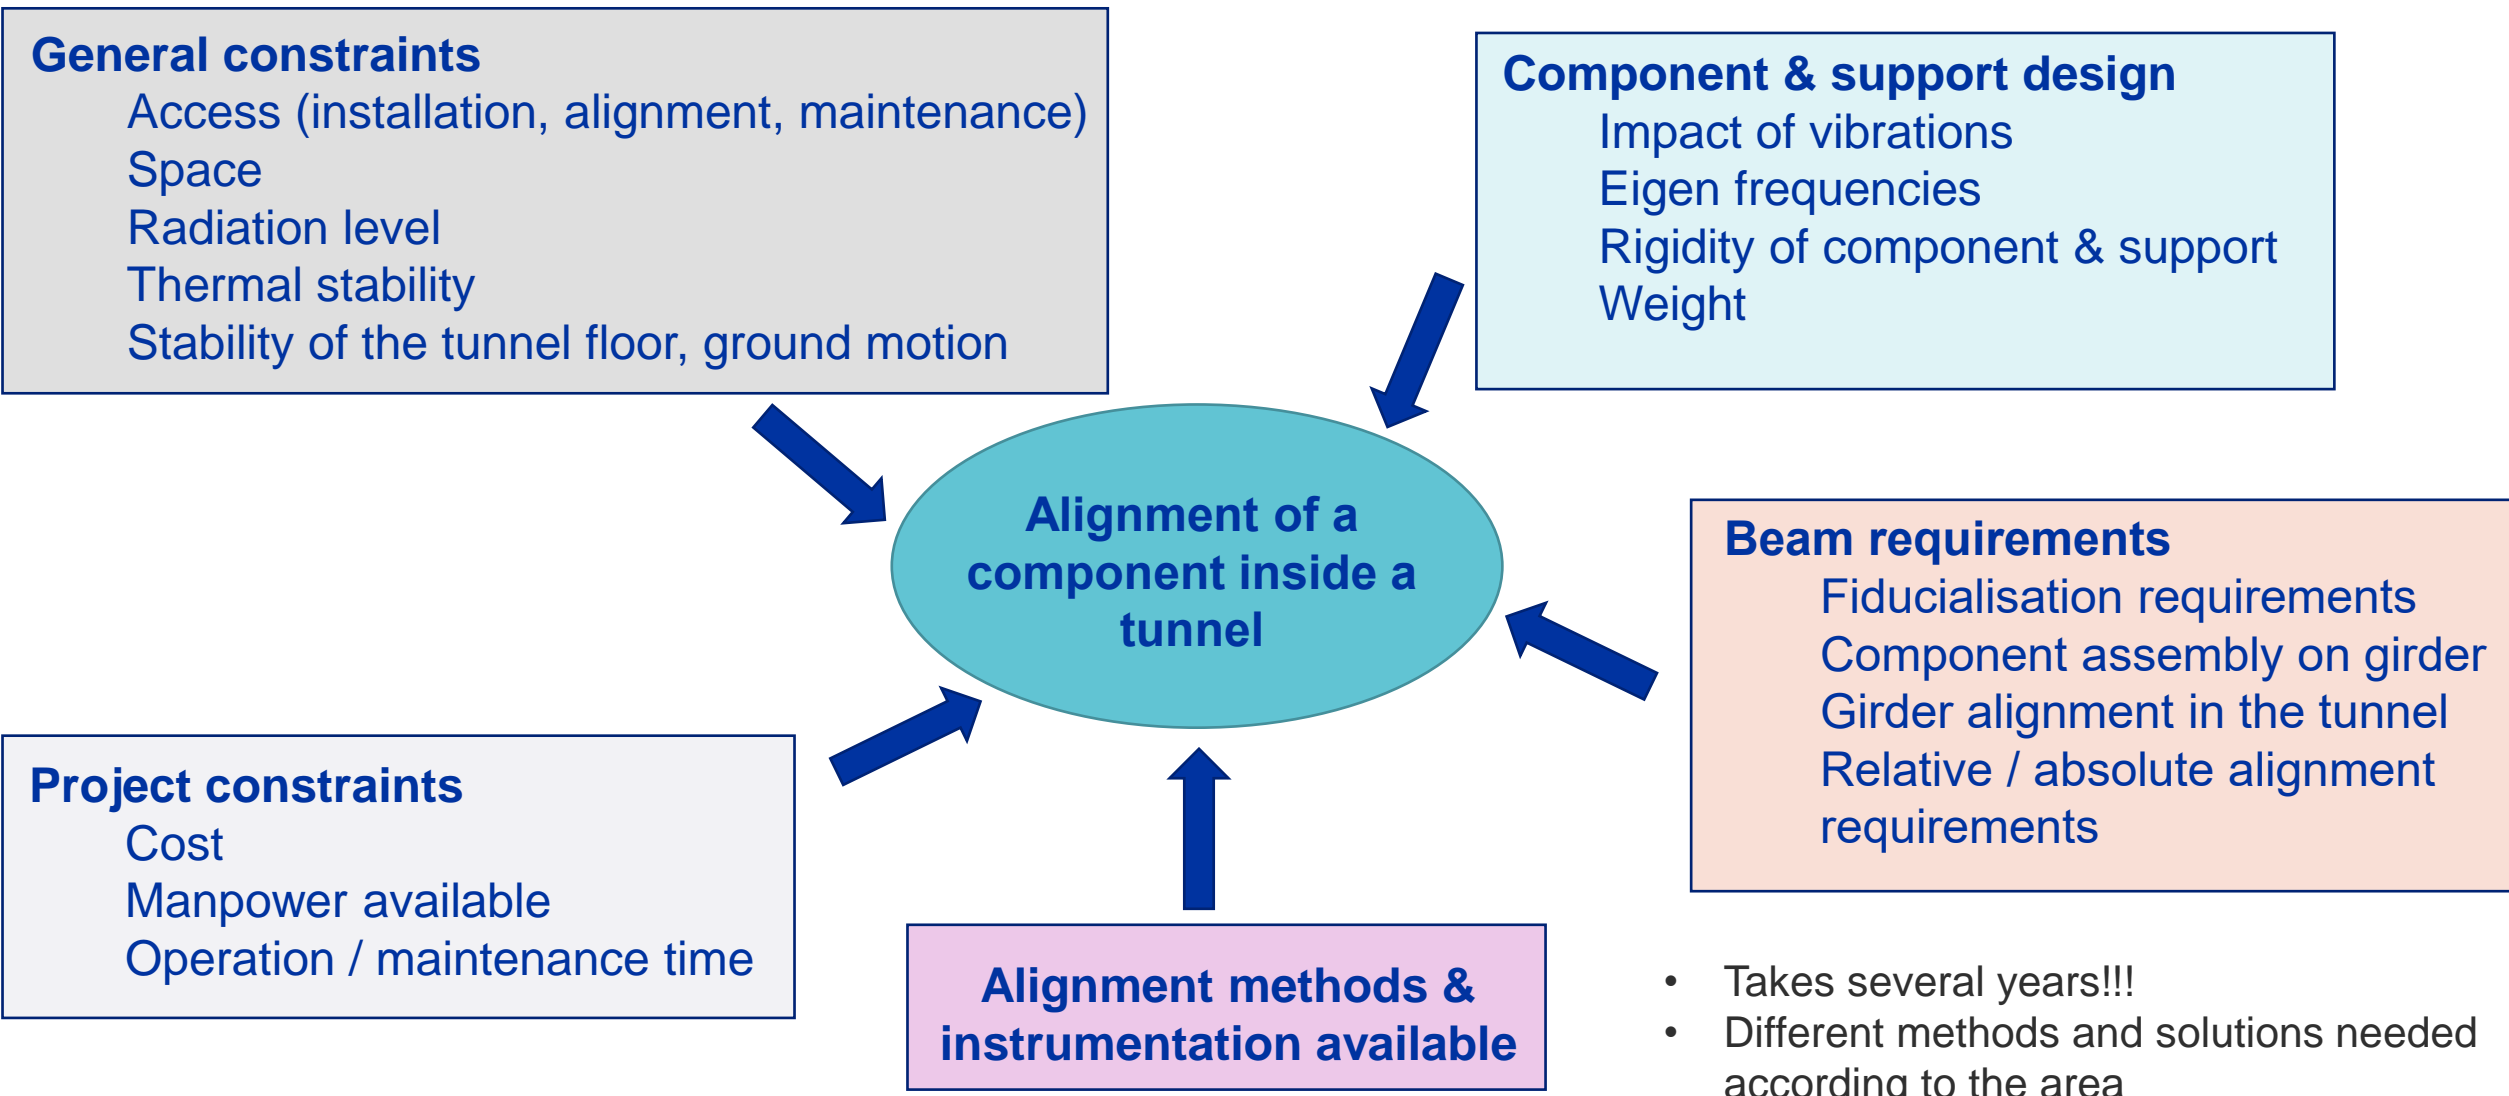 General constraints
Access (installation, alignment, maintenance)
Space
Radiation level
Thermal stability
Stability of the tunnel floor, ground motion
Component & support design
Impact of vibrations
Eigen frequencies
Rigidity of component & support
Weight
Alignment of a
component inside a
tunnel
Beam requirements
Fiducialisation requirements
Component assembly on girder
Girder alignment in the tunnel
Relative / absolute alignment
requirements
Project constraints
Cost
Manpower available
Operation / maintenance time
Alignment methods &
instrumentation available
• Takes several years!!!
• Different methods and solutions needed
according to the area